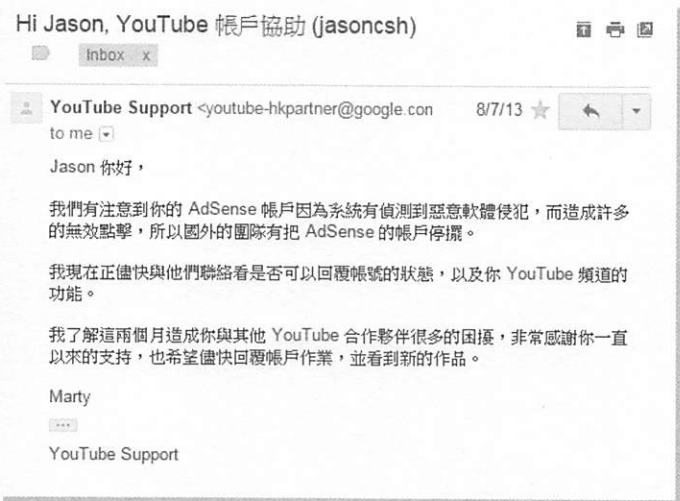 Hi Jason, YouTube 帳戶協助 (jasoncsh)
Inbox x
YouTube Support <youtube-hkpartner@google.con 8/7/13
to me
Jason 你好，
我們有注意到你的 AdSense 帳戶因為系統有偵測到惡意軟體侵犯，而造成許多
的無效點擊，所以國外的團隊有把 AdSense 的帳戶停擺。
我現在正儘快與他們聯絡看是否可以回覆帳號的狀態，以及你 YouTube 頻道的
功能。
我了解這兩個月造成你與其他 YouTube 合作夥伴很多的困擾，非常感謝你一直
以來的支持，也希望儘快回覆帳戶作業，並看到新的作品。
Marty
...
YouTube Support